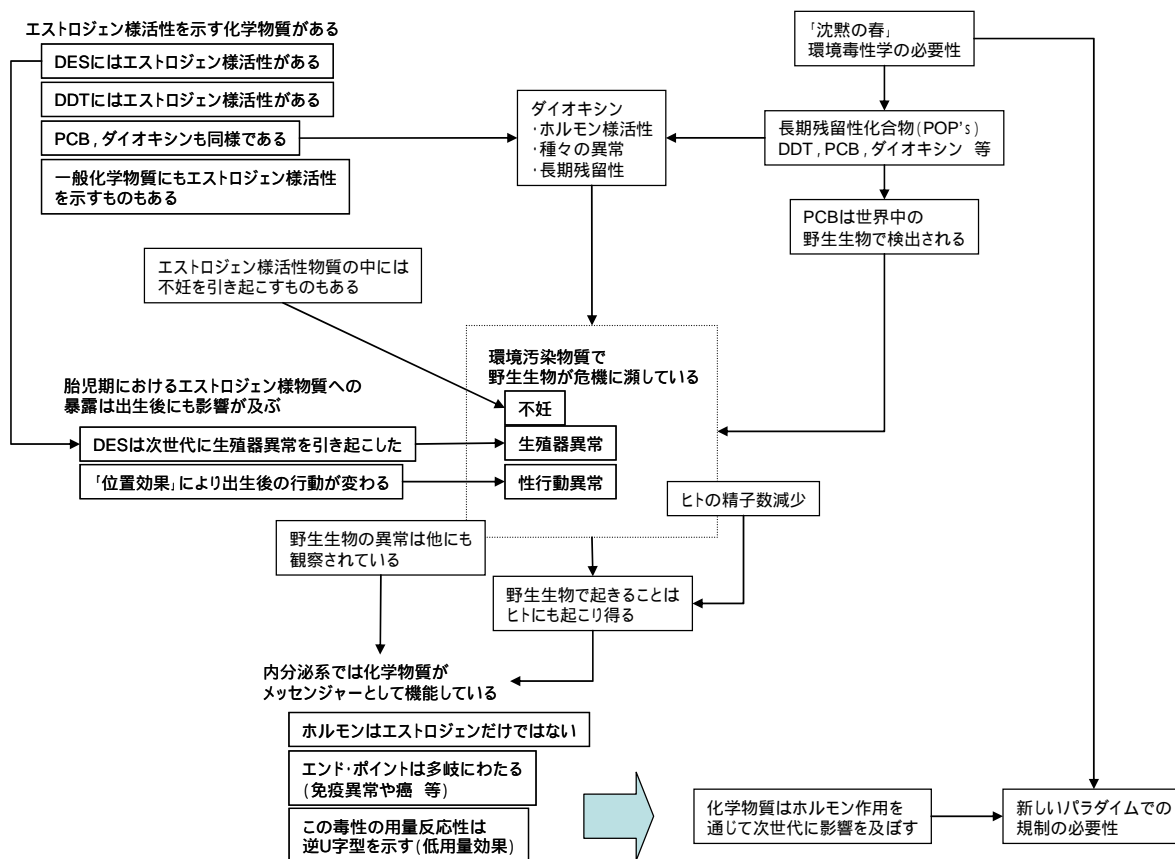 エストロジェン様活性を示す化学物質がある
DESにはエストロジェン様活性がある
DDTにはエストロジェン様活性がある
PCB，ダイオキシンも同様である
一般化学物質にもエストロジェン様活性
を示すものもある
ダイオキシン
・ホルモン様活性
・種々の異常
・長期残留性
「沈黙の春」
環境毒性学の必要性
長期残留性化合物(POP's)
DDT，PCB，ダイオキシン 等
PCBは世界中の
野生生物で検出される
エストロジェン様活性物質の中には
不妊を引き起こすものもある
環境汚染物質で
野生生物が危機に瀕している
不妊
生殖器異常
性行動異常
胎児期におけるエストロジェン様物質への
暴露は出生後にも影響が及ぶ
DESは次世代に生殖器異常を引き起こした
「位置効果」により出生後の行動が変わる
ヒトの精子数減少
野生生物の異常は他にも
観察されている
野生生物で起きることは
ヒトにも起こり得る
内分泌系では化学物質が
メッセンジャーとして機能している
ホルモンはエストロジェンだけではない
エンド・ポイントは多岐にわたる
(免疫異常や癌 等)
この毒性の用量反応性は
逆U字型を示す(低用量効果)
化学物質はホルモン作用を
通じて次世代に影響を及ぼす
新しいパラダイムでの
規制の必要性